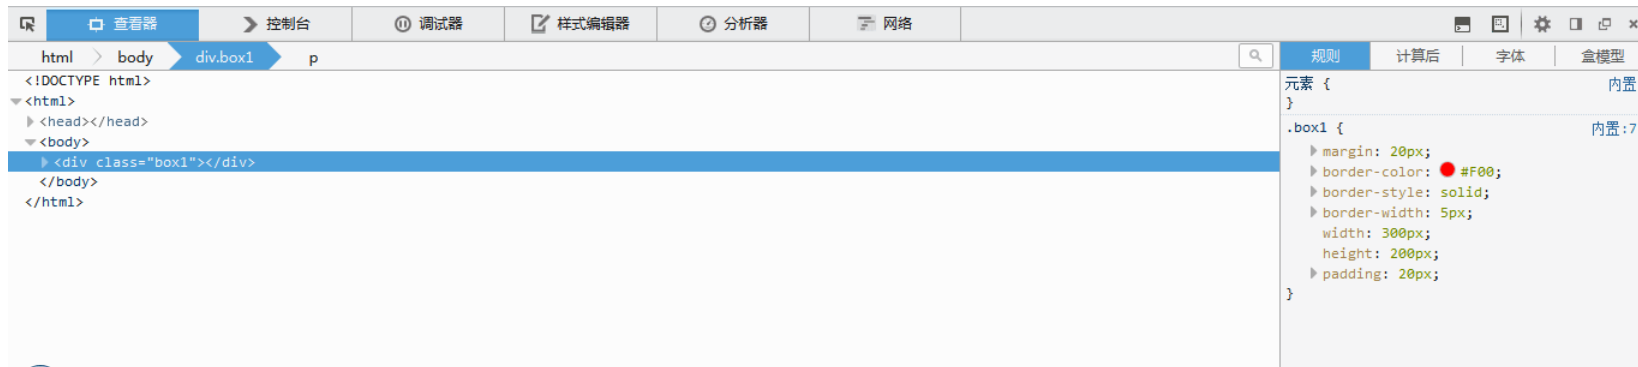 查看器 控制台 调试器 样式编辑器 分析器 网络
html body div.box1 p
规则 计算后 字体 盒模型
<!DOCTYPE html>
<html>
<head></head>
<body>
<div class="box1"></div>
</body>
</html>
元素 { 内置
}
.box1 { 内置:7
margin: 20px;
border-color: #F00;
border-style: solid;
border-width: 5px;
width: 300px;
height: 200px;
padding: 20px;
}